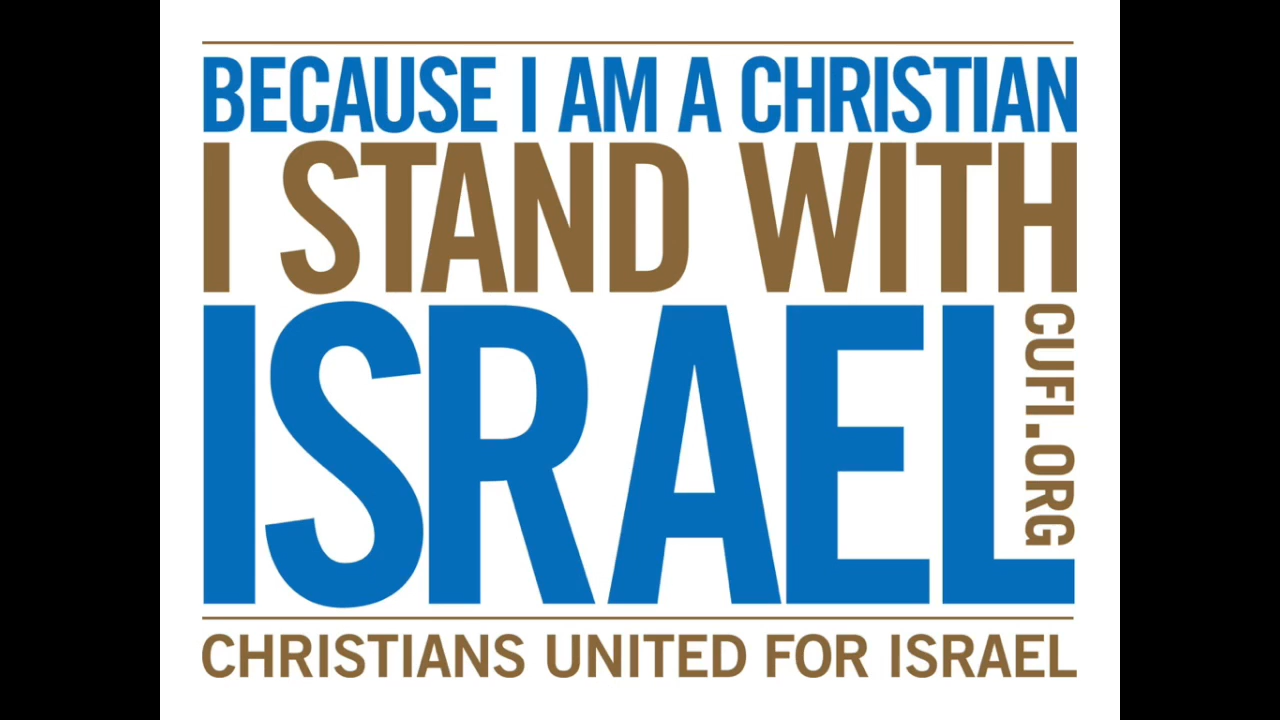 BECAUSE I AM A CHRISTIAN
I STAND WITH
ISRAEL
CUFI.ORG
CHRISTIANS UNITED FOR ISRAEL